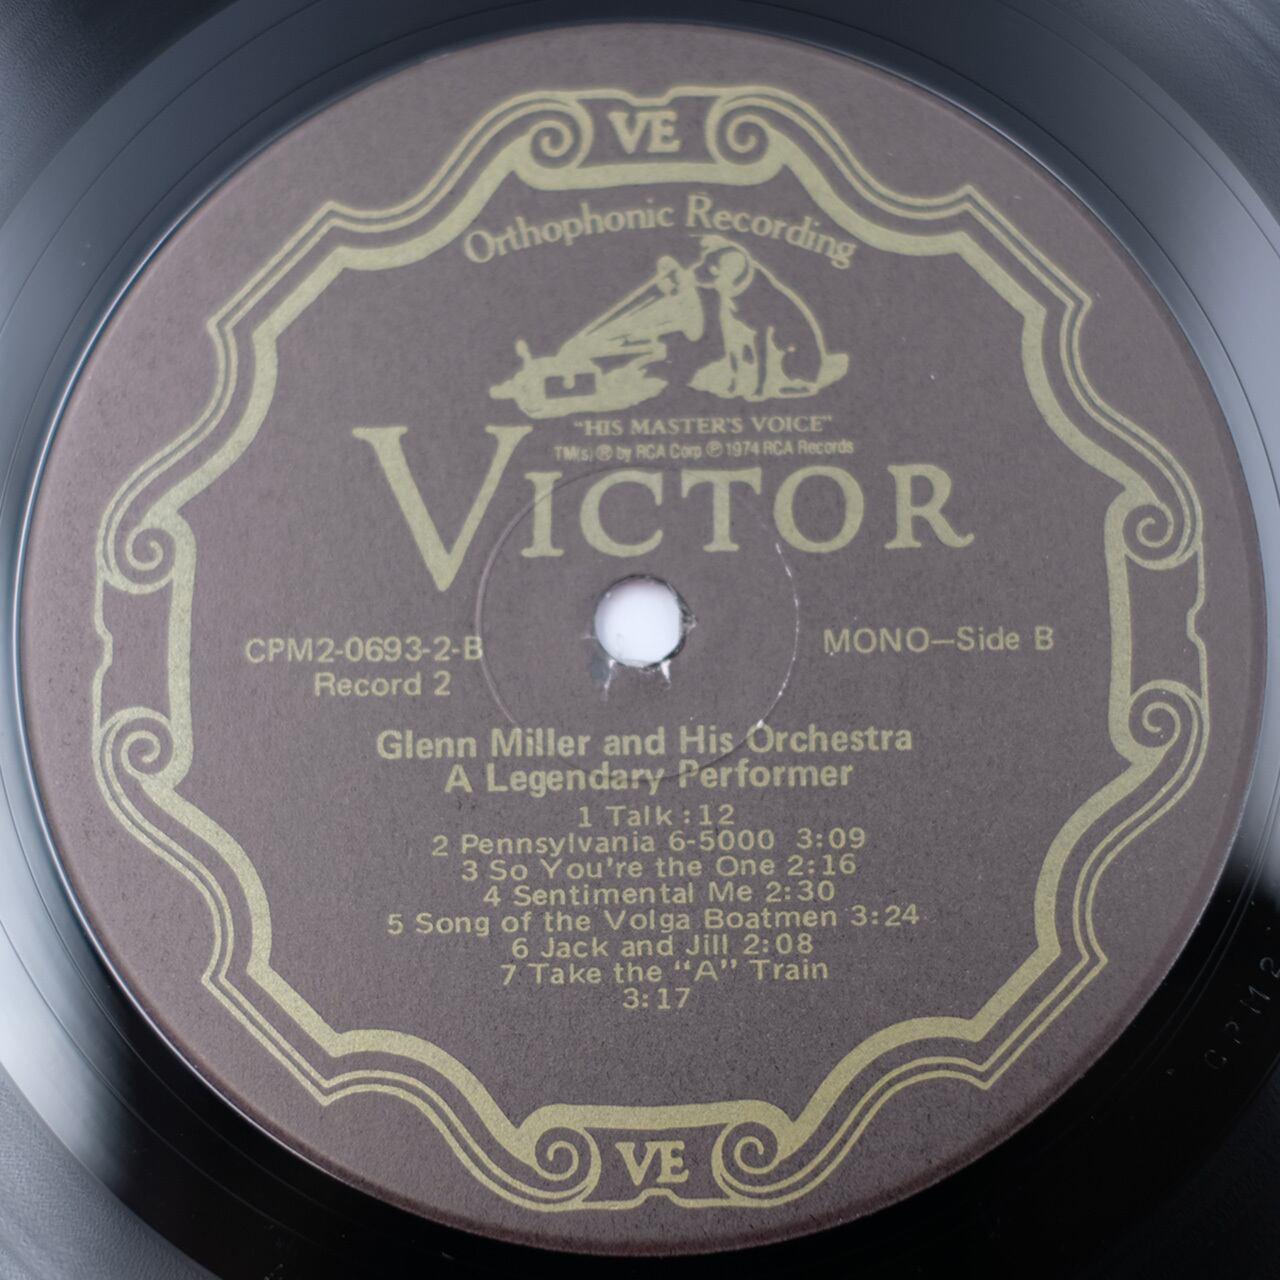 VE
Orthophonic Recording
"HIS MASTER'S VOICE"
TM(s) ® by RCA Corp ℗ 1974 RCA Records
VICTOR
CPM2-0693-2-B
Record 2
MONO—Side B
Glenn Miller and His Orchestra
A Legendary Performer
1 Talk :12
2 Pennsylvania 6-5000 3:09
3 So You're the One 2:16
4 Sentimental Me 2:30
5 Song of the Volga Boatmen 3:24
6 Jack and Jill 2:08
7 Take the "A" Train
3:17
VE
CPM2